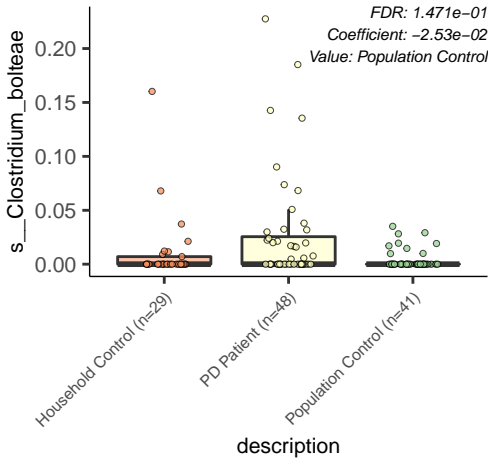 FDR: 1.471e−01
Coefficient: −2.53e−02
Value: Population Control
s__Clostridium_bolteae
0.20
0.15
0.10
0.05
0.00
Household Control (n=29)
PD Patient (n=48)
Population Control (n=41)
description